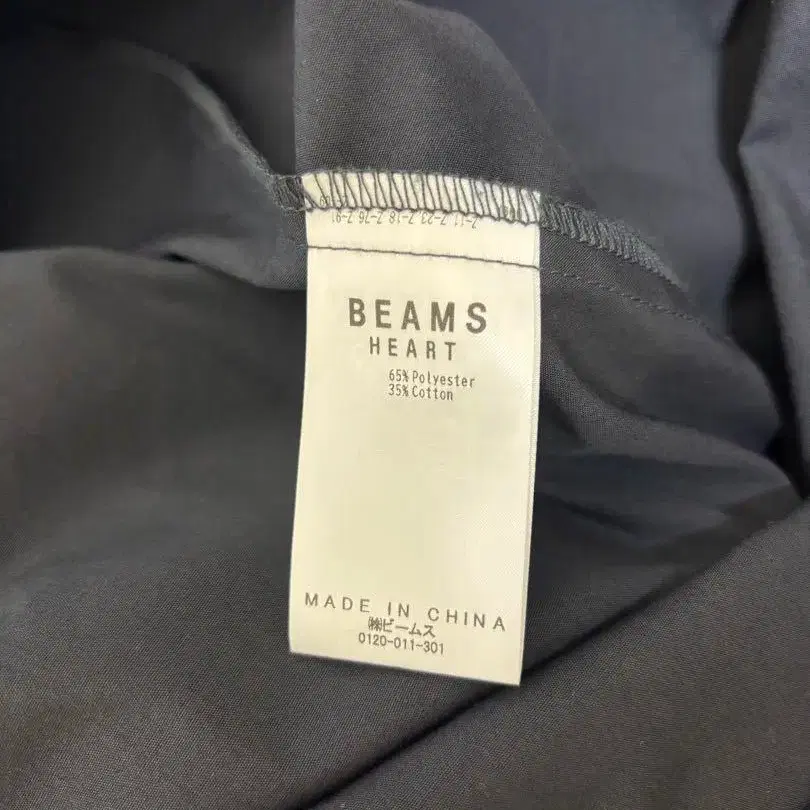 BEAMS
HEART
65% Polyester
35% Cotton
MADE IN CHINA
㈱ビームス
0120-011-301